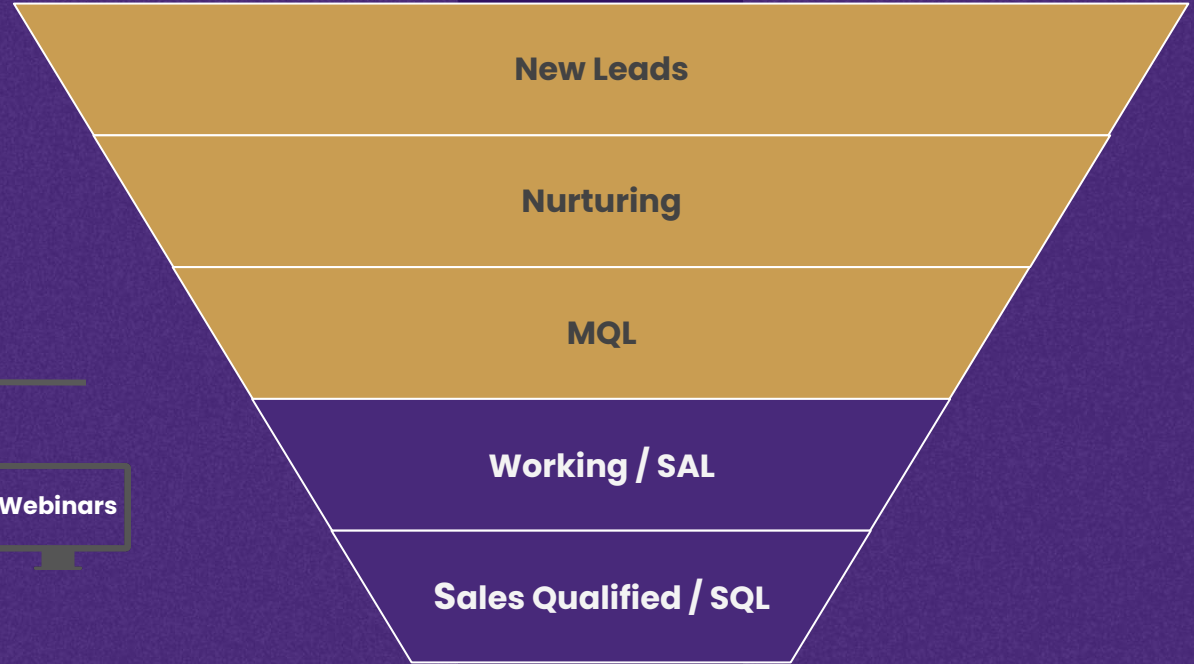 New Leads
Nurturing
MQL
Working / SAL
Webinars
Sales Qualified / SQL